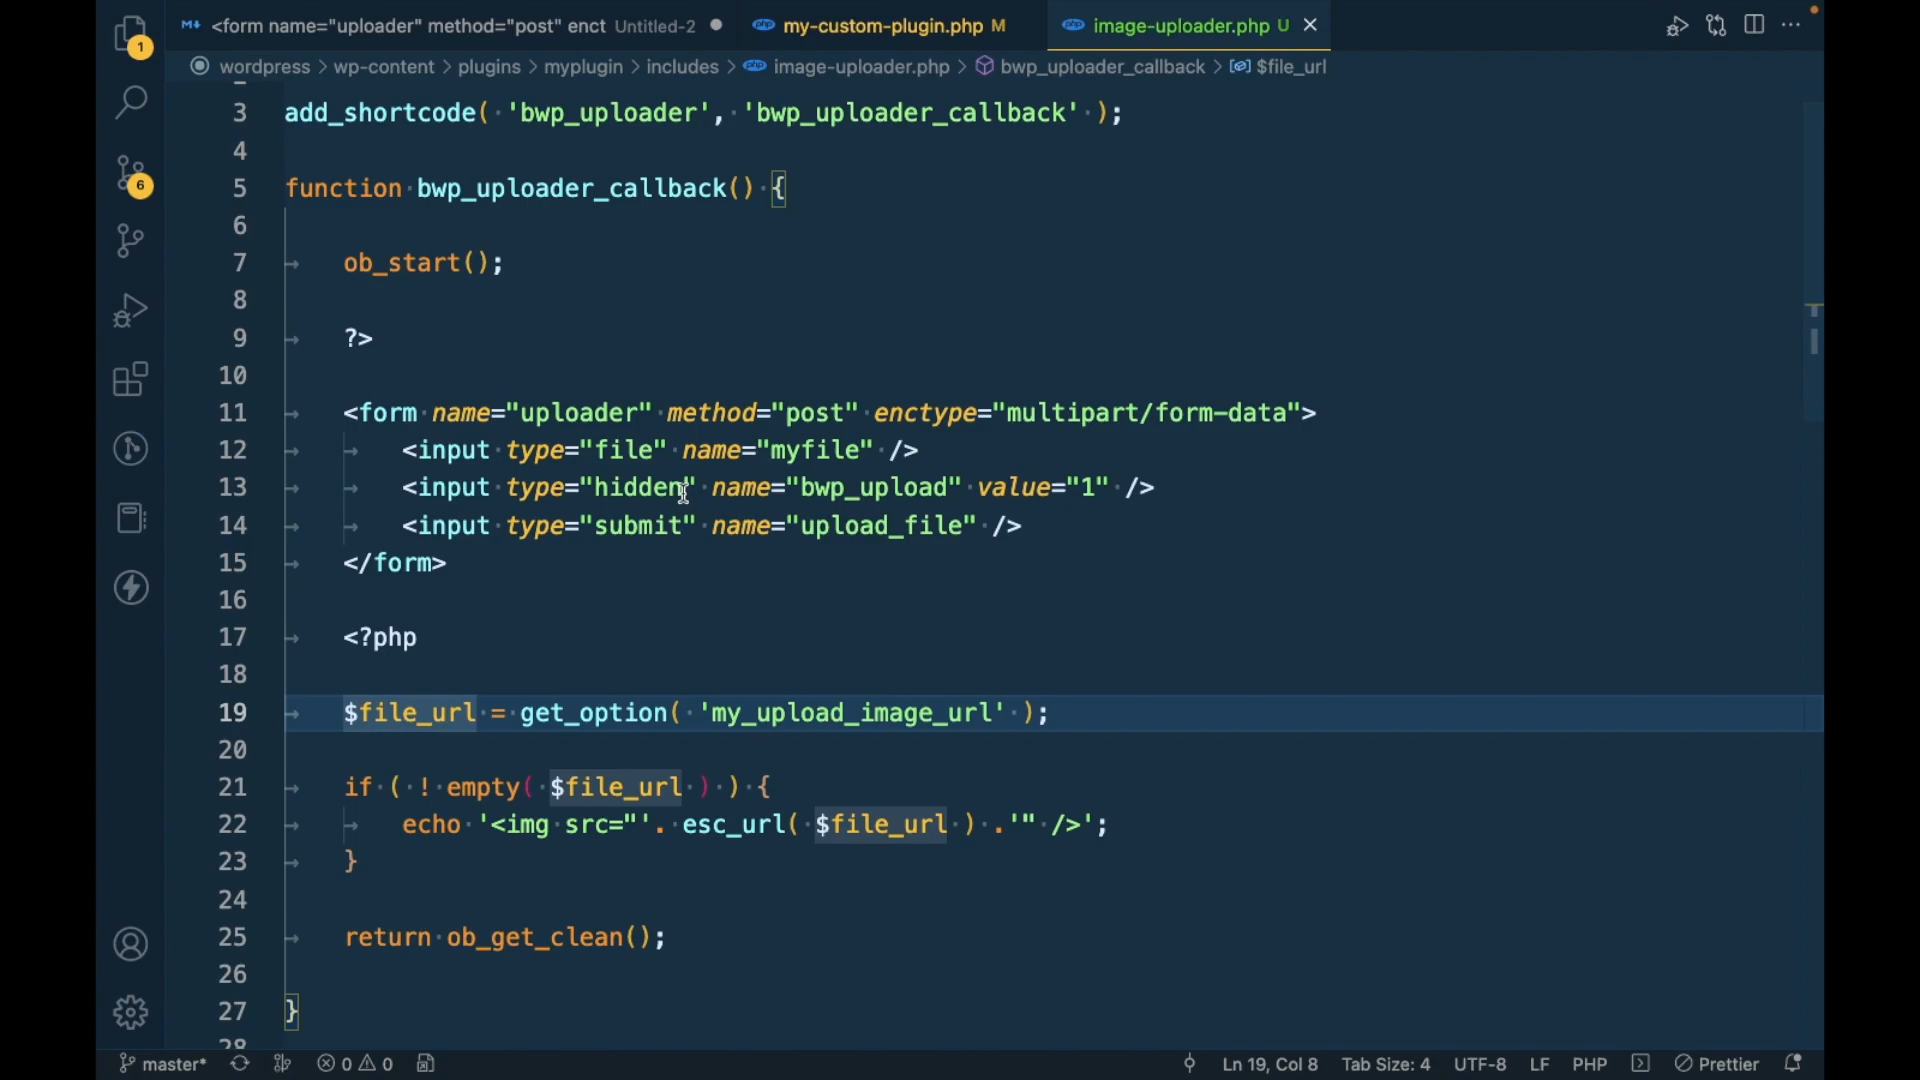 <form name="uploader" method="post" enct Untitled-2
my-custom-plugin.php M
image-uploader.php U
wordpress > wp-content > plugins > myplugin > includes > image-uploader.php > bwp_uploader_callback > $file_url
1
6
3 add_shortcode( 'bwp_uploader', 'bwp_uploader_callback' );
4
5 function bwp_uploader_callback() {
6
7 ob_start();
8
9 ?>
10
11 <form name="uploader" method="post" enctype="multipart/form-data">
12 <input type="file" name="myfile" />
13 <input type="hidden" name="bwp_upload" value="1" />
14 <input type="submit" name="upload_file" />
15 </form>
16
17 <?php
18
19 $file_url = get_option( 'my_upload_image_url' );
20
21 if ( ! empty( $file_url ) ) {
22 echo '<img src="'. esc_url( $file_url ) .'" />';
23 }
24
25 return ob_get_clean();
26
27 }
28
master* 0 0 Ln 19, Col 8 Tab Size: 4 UTF-8 LF PHP Prettier